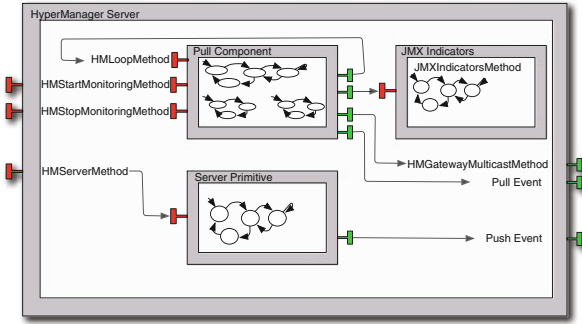 HyperManager Server
Pull Component
JMX Indicators
HMLoopMethod
JMXIndicatorsMethod
HMStartMonitoringMethod
HMStopMonitoringMethod
HMGatewayMulticastMethod
HMServerMethod
Server Primitive
Pull Event
Push Event